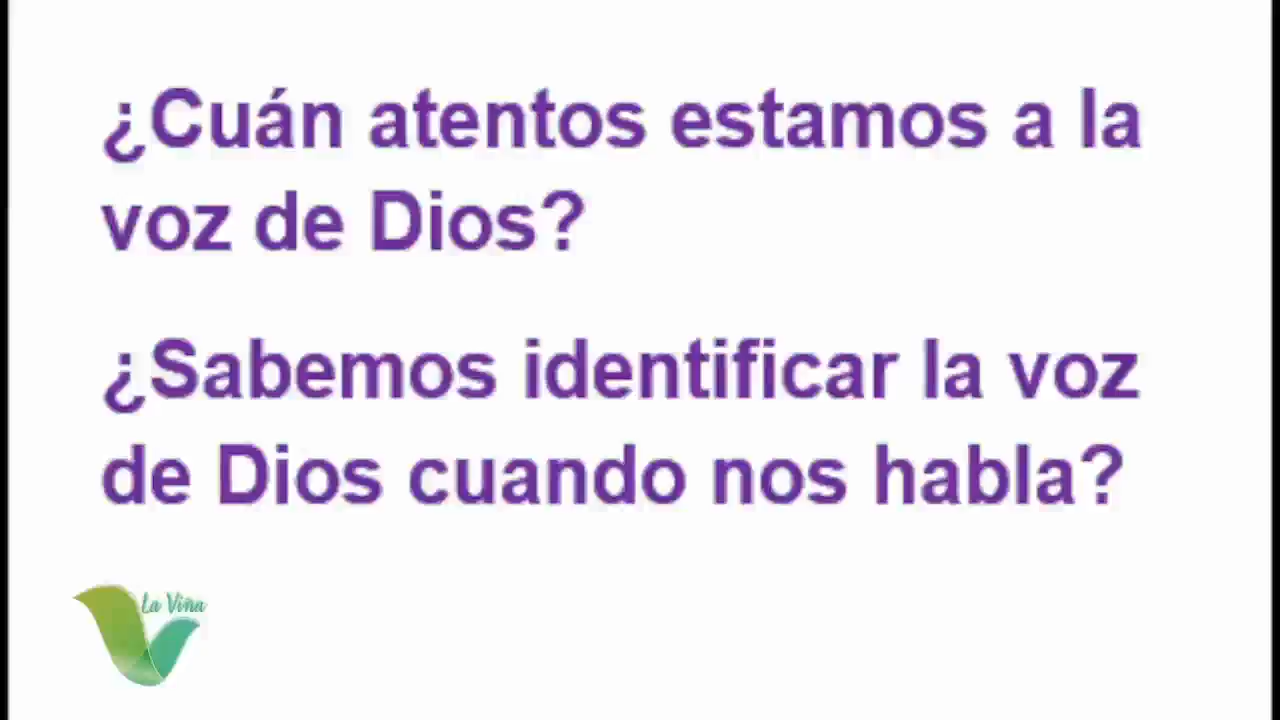 ¿Cuán atentos estamos a la
voz de Dios?
¿Sabemos identificar la voz
de Dios cuando nos habla?
La Viña